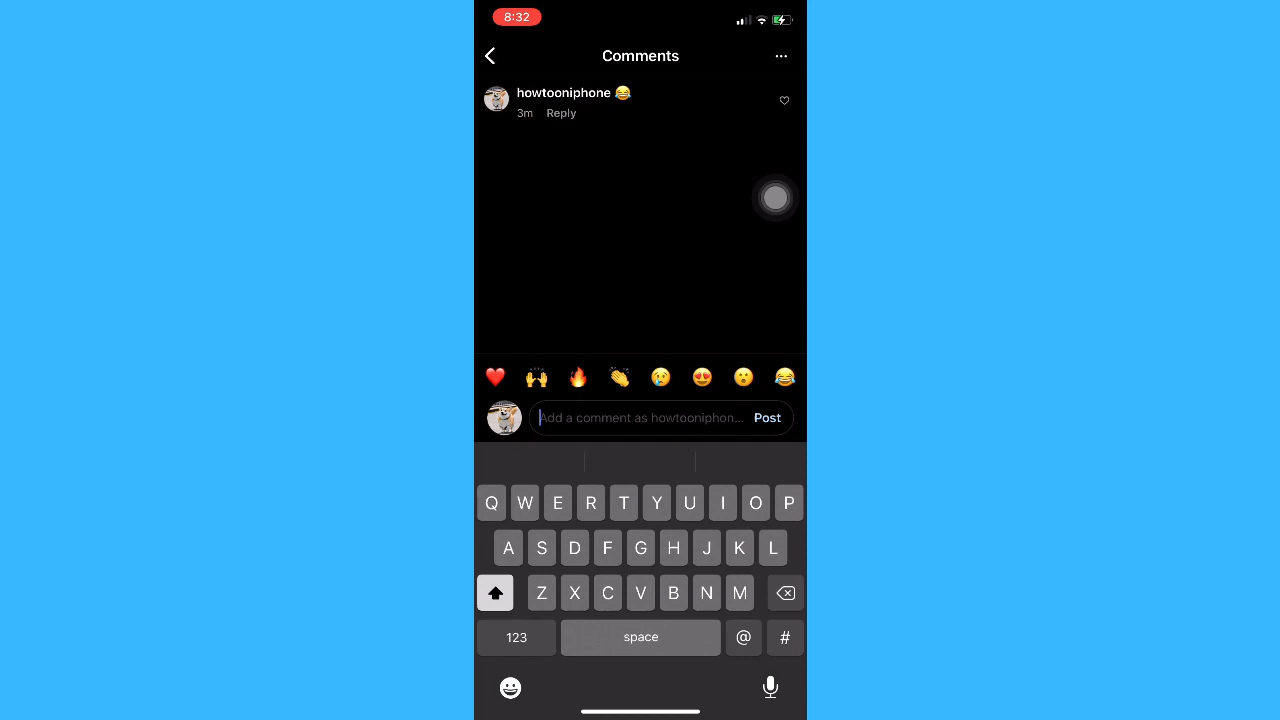 8:32
Comments
howtooniphone 😂
3m Reply
❤️ 🙌 🔥 👏 😢 😍 😮 😂
Add a comment as howtooniphon... Post
Q W E R T Y U I O P
A S D F G H J K L
Z X C V B N M
123 space @ #